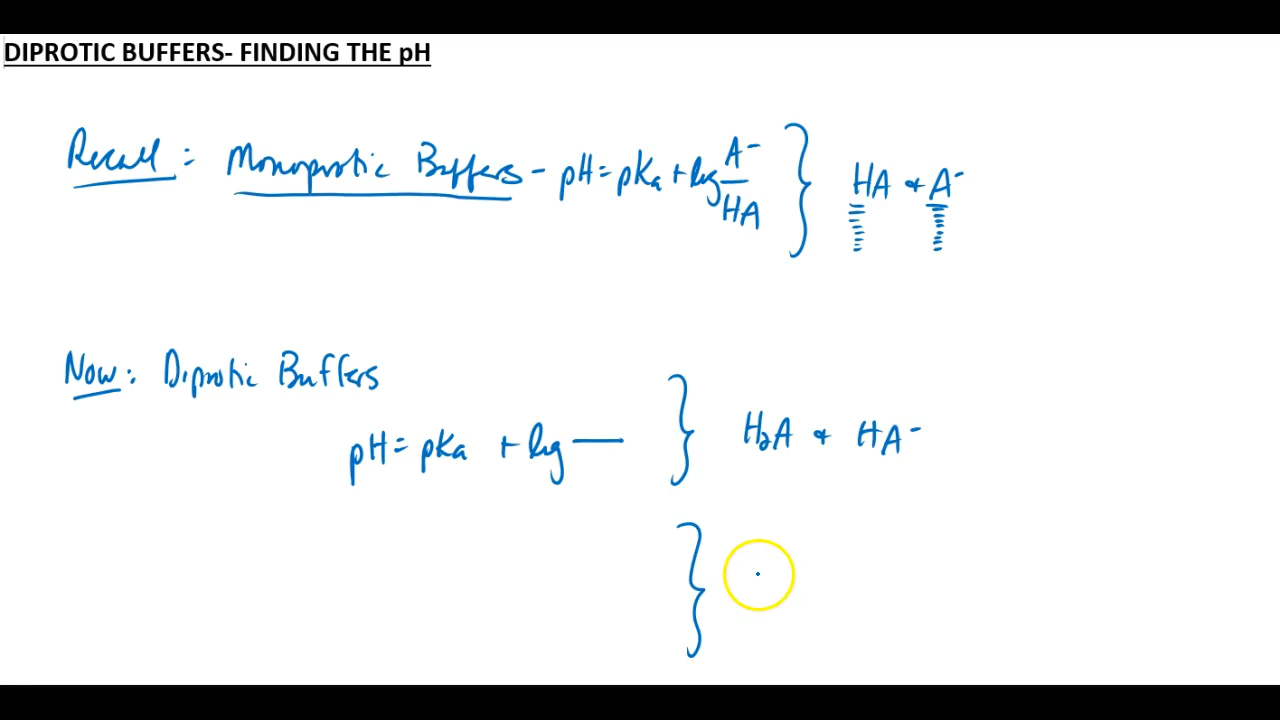 DIPROTIC BUFFERS- FINDING THE pH
Recall: Monoprotic Buffers - pH = pKa + log A⁻/HA } HA & A⁻
Now: Diprotic Buffers
pH = pKa + log — } H₂A & HA⁻
}